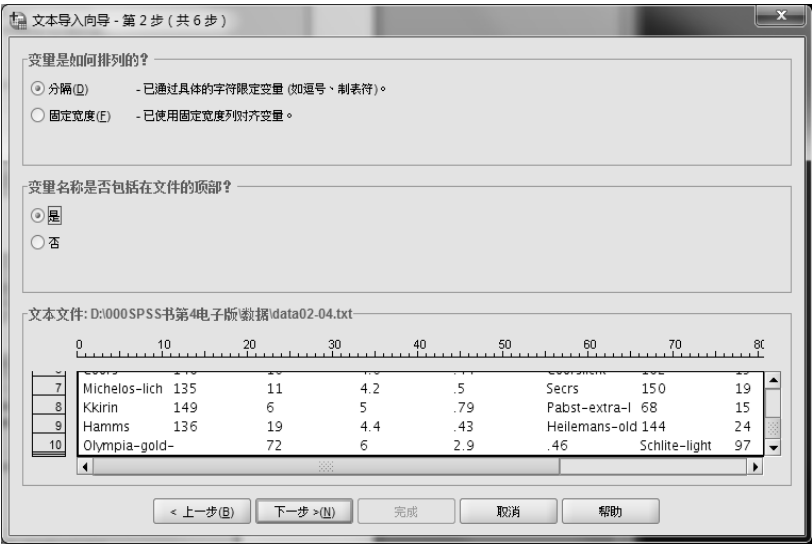 文本导入向导 - 第 2 步 ( 共 6 步 )
变量是如何排列的?
分隔(D) - 已通过具体的字符限定变量 (如逗号、制表符)。
固定宽度(F) - 已使用固定宽度列对齐变量。
变量名称是否包括在文件的顶部?
是
否
文本文件: D:\000SPSS书第4电子版\数据\data02-04.txt
0 10 20 30 40 50 60 70 80
7 Michelos-lich 135 11 4.2 .5 Secrs 150 19
8 Kkirin 149 6 5 .79 Pabst-extra-l 68 15
9 Hamms 136 19 4.4 .43 Heilemans-old 144 24
10 Olympia-gold- 72 6 2.9 .46 Schlite-light 97
< 上一步(B) 下一步 >(N) 完成 取消 帮助